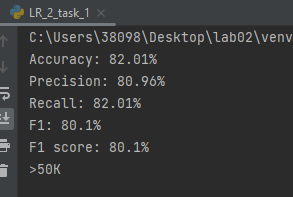 LR_2_task_1
C:\Users\38098\Desktop\lab02\venv
Accuracy: 82.01%
Precision: 80.96%
Recall: 82.01%
F1: 80.1%
F1 score: 80.1%
>50K